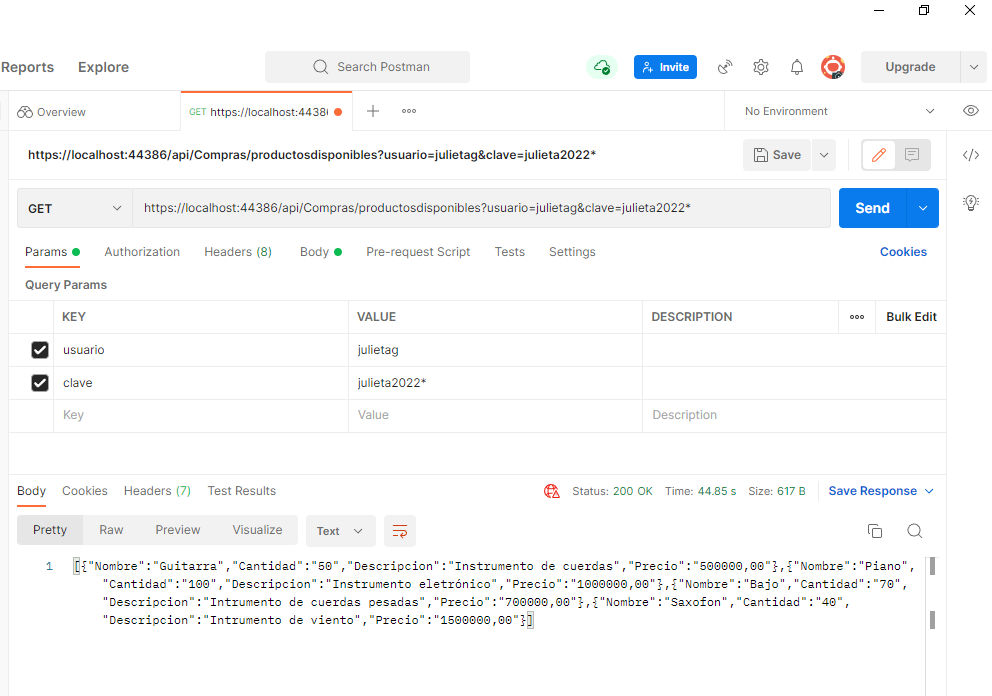 Reports Explore Search Postman Invite Upgrade
Overview GET https://localhost:4438 No Environment
https://localhost:44386/api/Compras/productosdisponibles?usuario=julietag&clave=julieta2022* Save
GET https://localhost:44386/api/Compras/productosdisponibles?usuario=julietag&clave=julieta2022* Send
Params Authorization Headers (8) Body Pre-request Script Tests Settings Cookies
Query Params
KEY VALUE DESCRIPTION Bulk Edit
usuario julietag
clave julieta2022*
Key Value Description
Body Cookies Headers (7) Test Results Status: 200 OK Time: 44.85 s Size: 617 B Save Response
Pretty Raw Preview Visualize Text
1 [{"Nombre":"Guitarra","Cantidad":"50","Descripcion":"Instrumento de cuerdas","Precio":"500000,00"},{"Nombre":"Piano",
"Cantidad":"100","Descripcion":"Instrumento eletrónico","Precio":"1000000,00"},{"Nombre":"Bajo","Cantidad":"70",
"Descripcion":"Intrumento de cuerdas pesadas","Precio":"700000,00"},{"Nombre":"Saxofon","Cantidad":"40",
"Descripcion":"Intrumento de viento","Precio":"1500000,00"}]